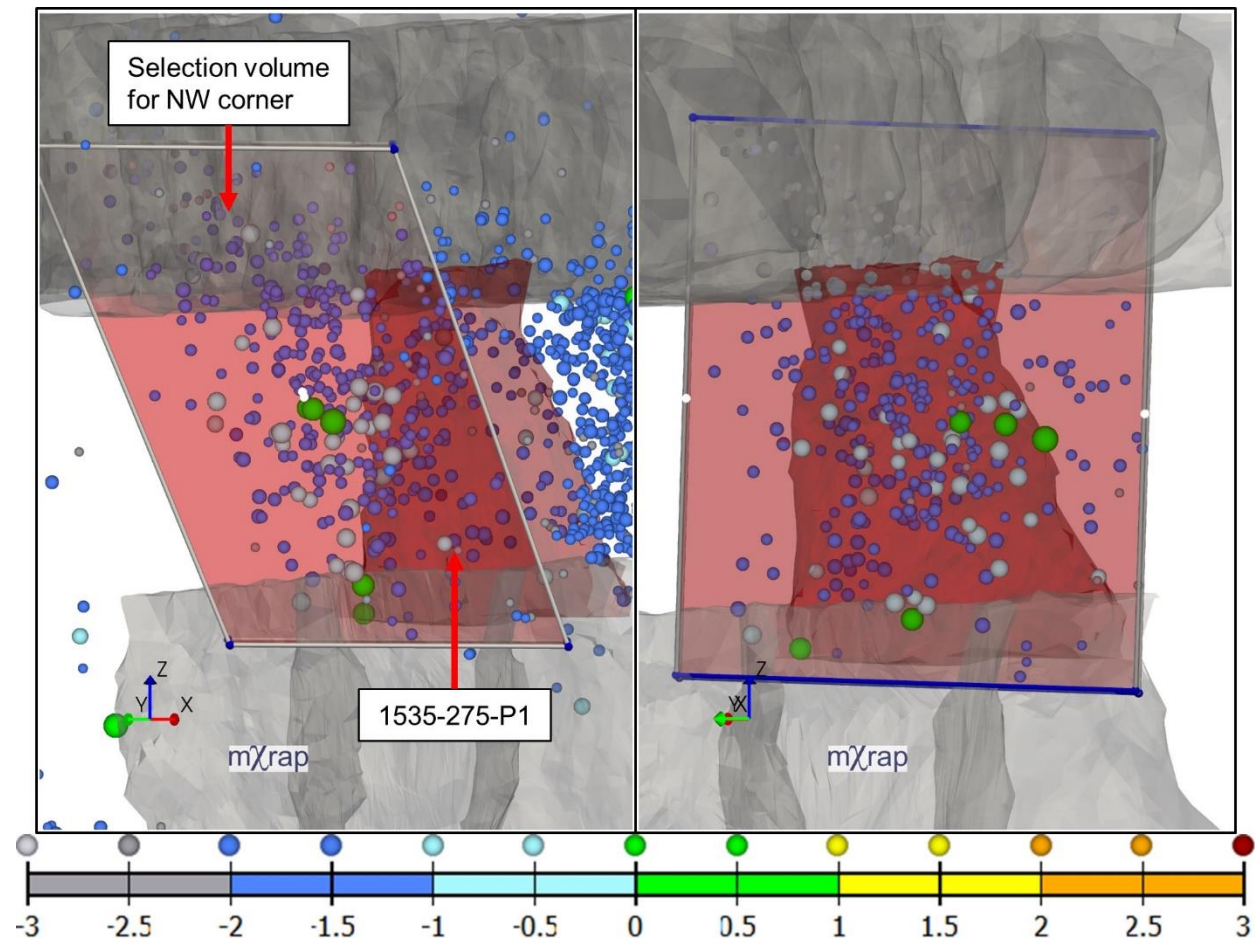 Selection volume
for NW corner
Z
Y
X
1535-275-P1
mχrap
Z
Y
X
mχrap
-3
-2.5
-2
-1.5
-1
-0.5
0
0.5
1
1.5
2
2.5
3